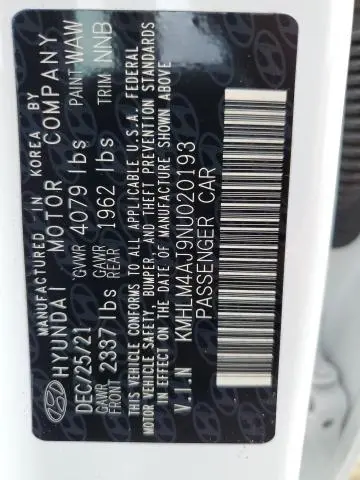 MANUFACTURED IN KOREA BY
HYUNDAI MOTOR COMPANY
DEC/25/21 GVWR 4079 lbs PAINT WAW
GAWR FRONT 2337 lbs GAWR REAR 1962 lbs TRIM NNB
THIS VEHICLE CONFORMS TO ALL APPLICABLE U.S.A. FEDERAL
MOTOR VEHICLE SAFETY, BUMPER, AND THEFT PREVENTION STANDARDS
IN EFFECT ON THE DATE OF MANUFACTURE SHOWN ABOVE
V.I.N KMHLM4AJ9NU020193
PASSENGER CAR